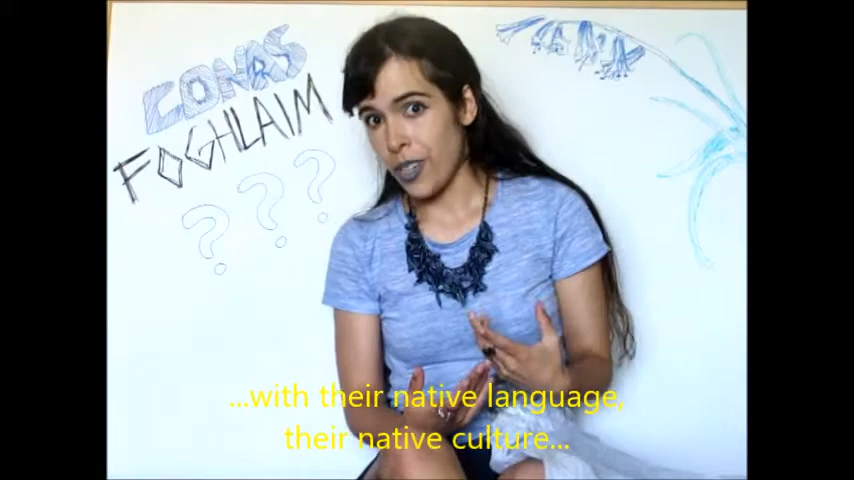 CONAS
FOGHLAIM
? ? ?
...with their native language,
their native culture...